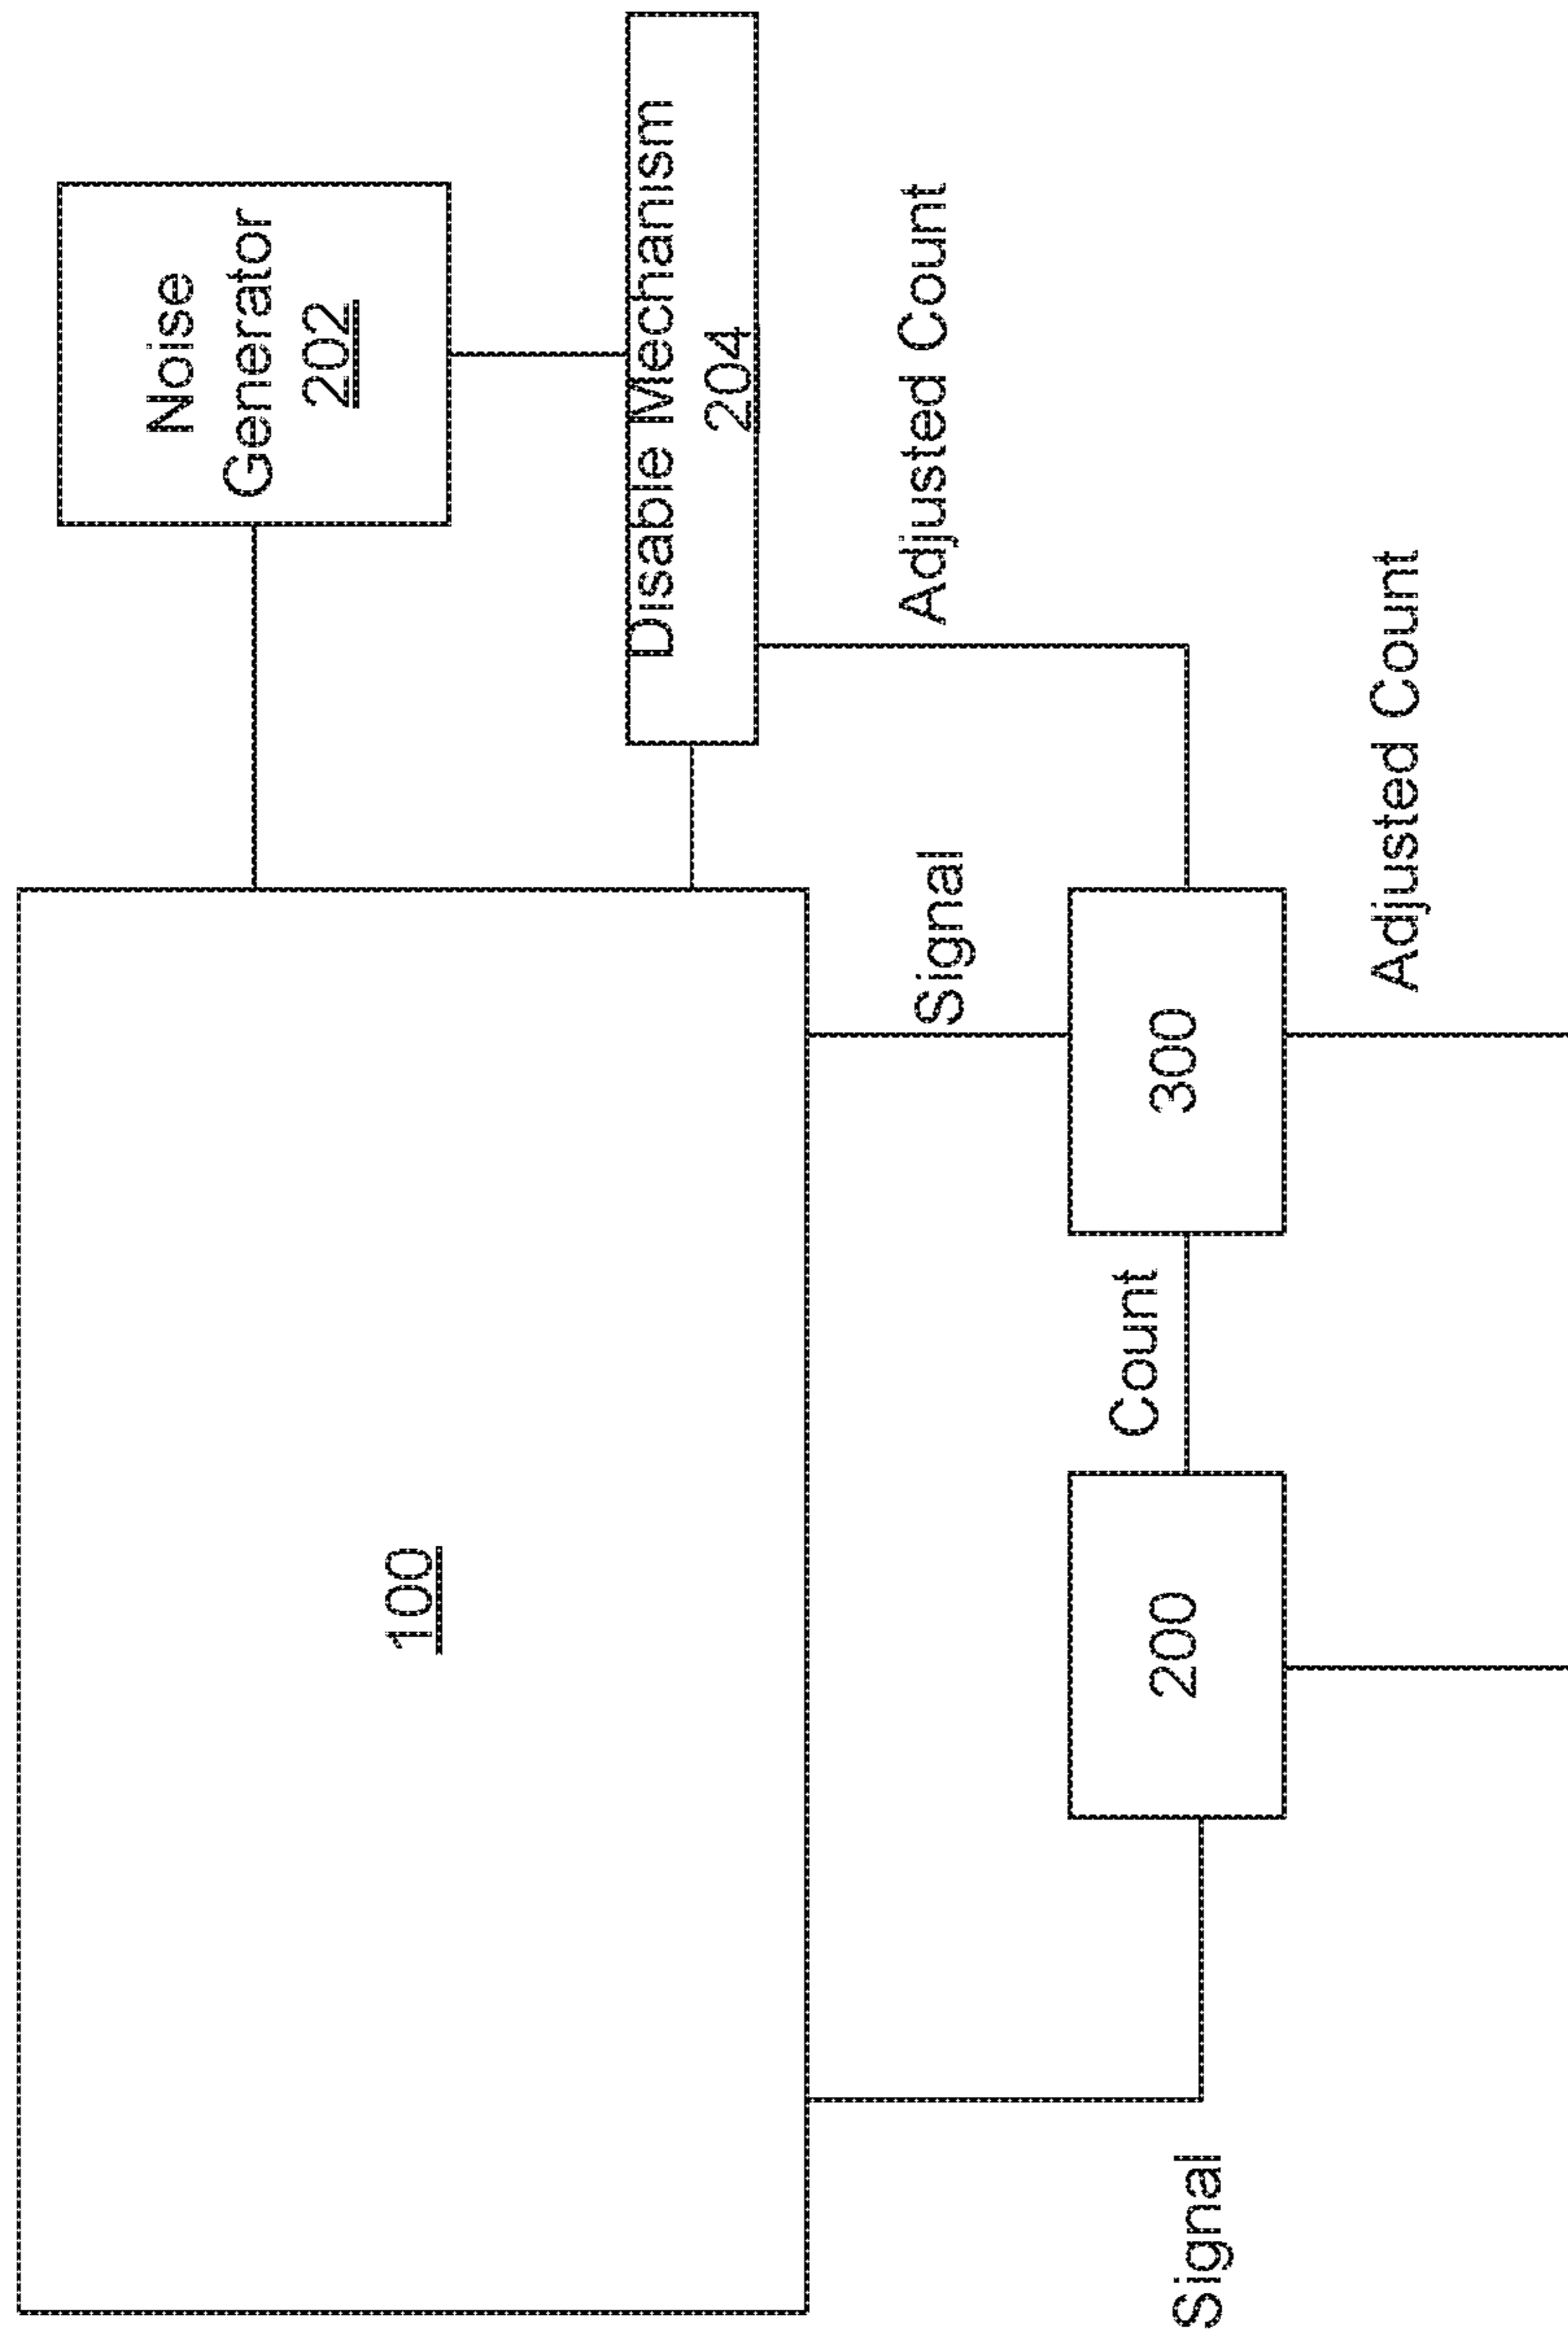 Noise
Generator
202
Disable Mechanism
204
Adjusted Count
100
Signal
300
Adjusted Count
Count
200
Signal